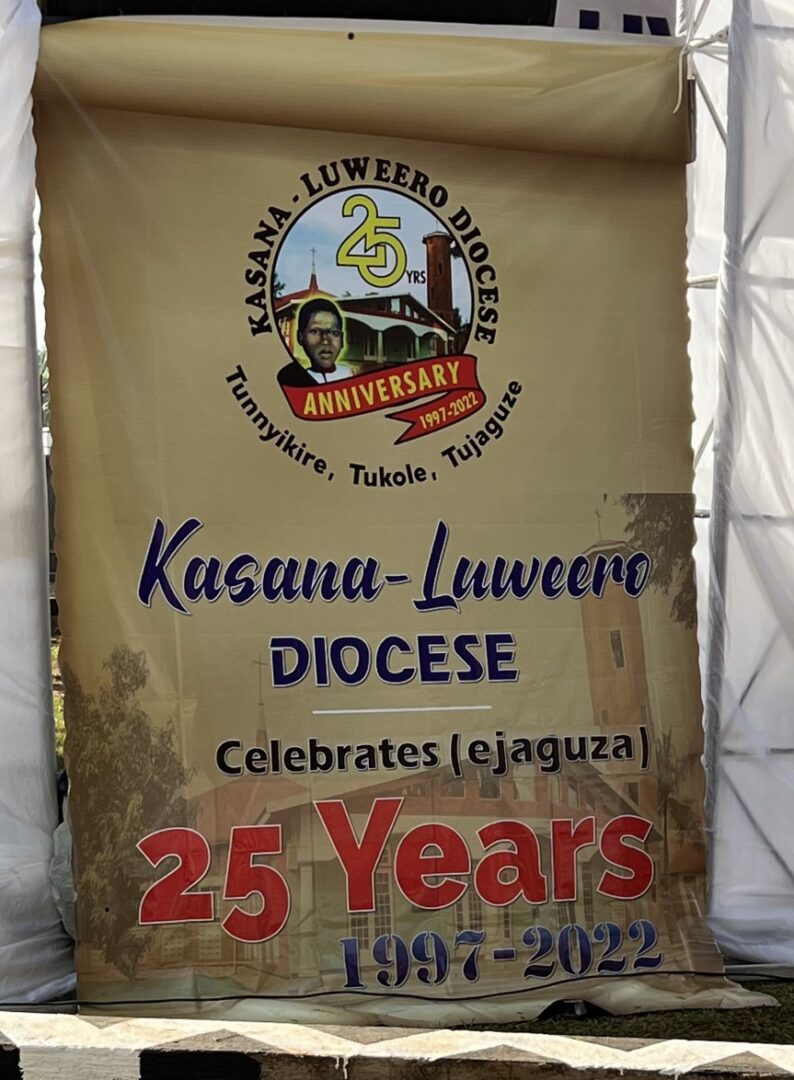 KASANA - LUWEERO DIOCESE
25 YRS
ANNIVERSARY
1997-2022
Tunnyikire, Tukole, Tujaguze
Kasana-Luweero
DIOCESE
Celebrates (ejaguza)
25 Years
1997-2022